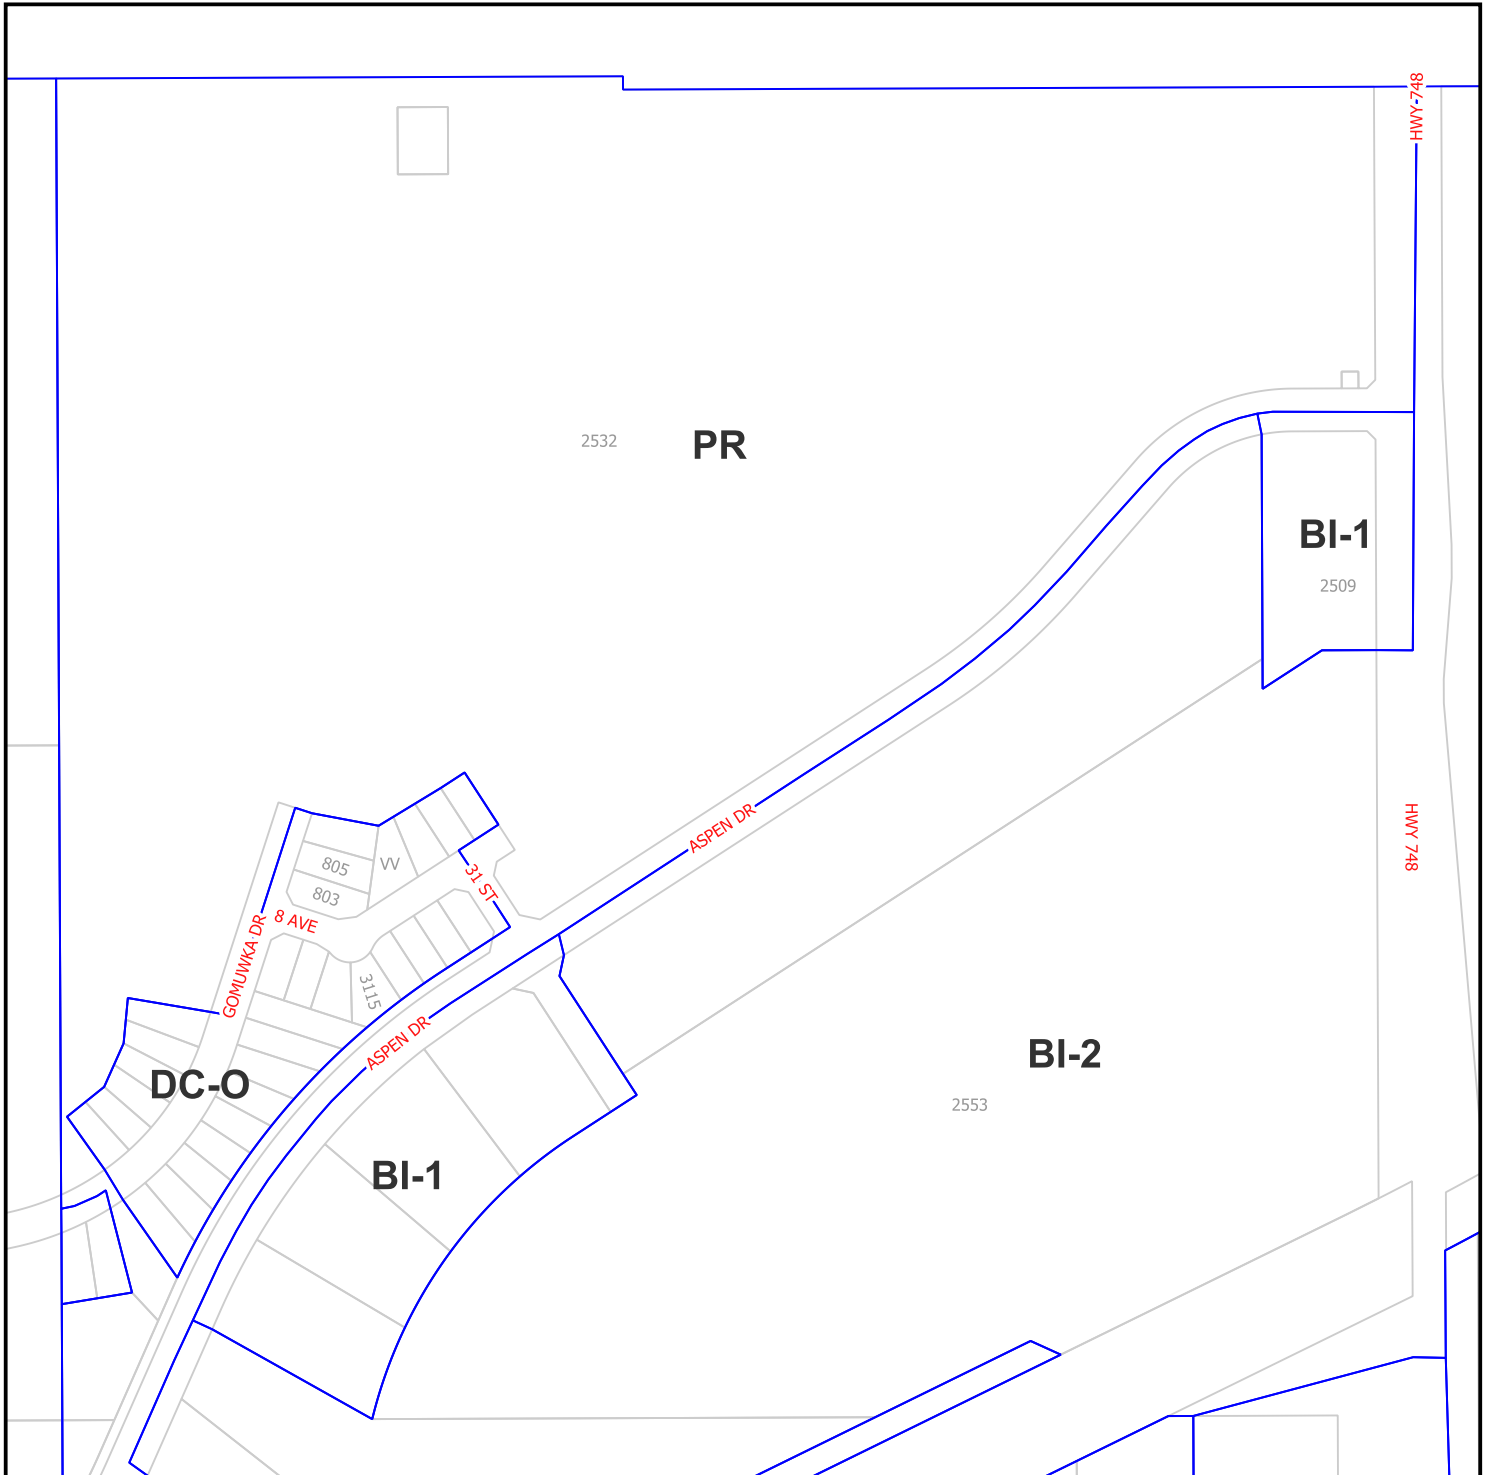 HWY 748
2532
PR
BI-1
2509
ASPEN DR
HWY 748
805
VV
803
31 ST
8 AVE
GOMUWKA DR
3115
ASPEN DR
DC-O
BI-2
2553
BI-1